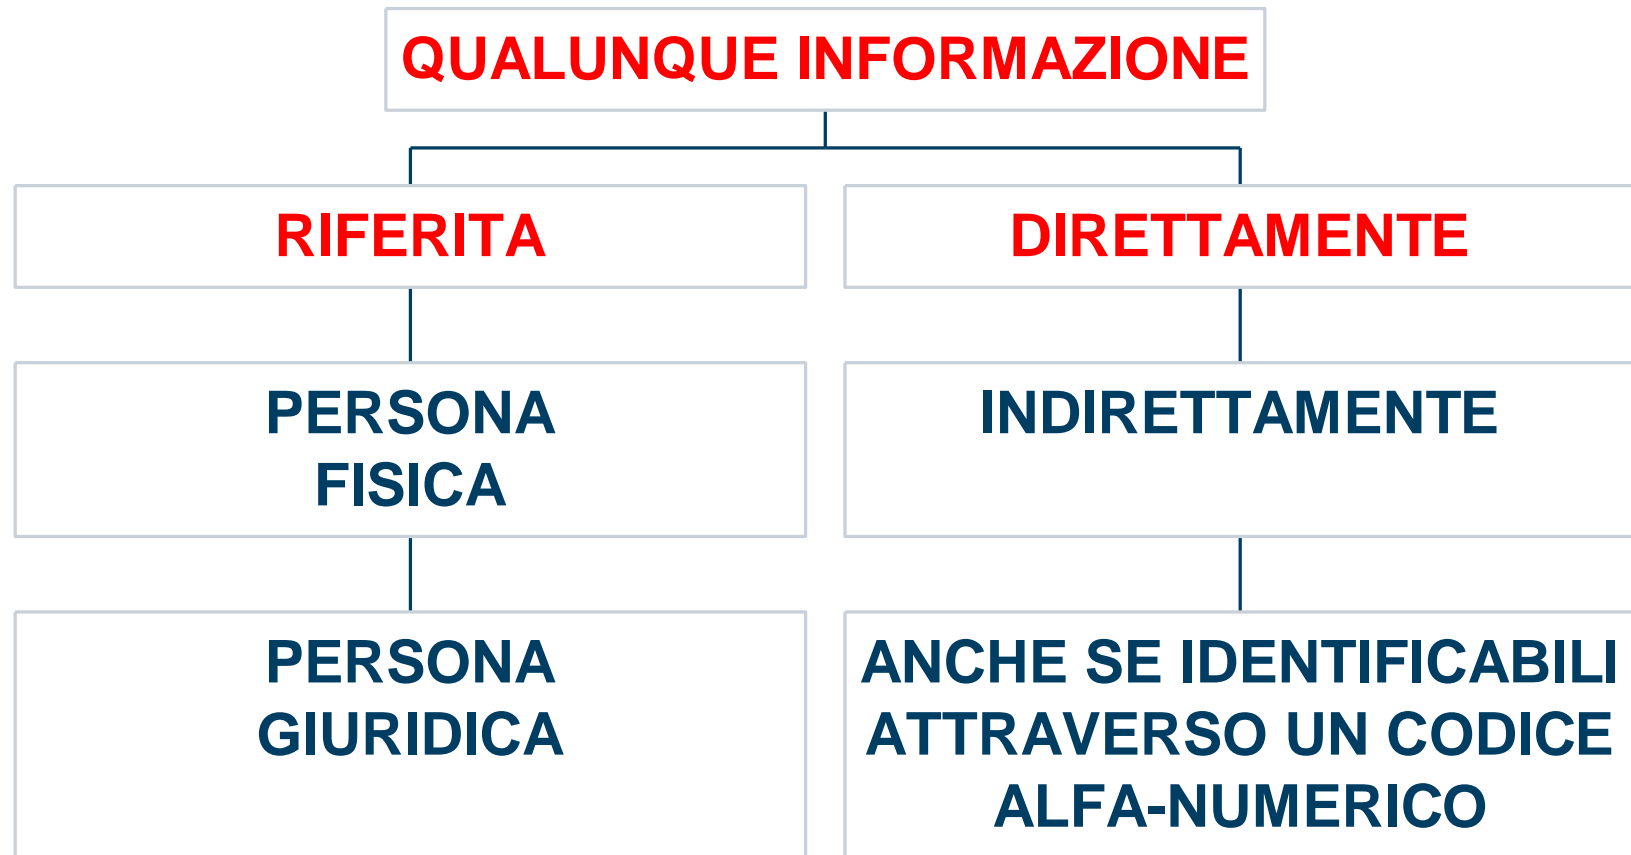 QUALUNQUE INFORMAZIONE
RIFERITA
DIRETTAMENTE
PERSONA
FISICA
INDIRETTAMENTE
PERSONA
GIURIDICA
ANCHE SE IDENTIFICABILI
ATTRAVERSO UN CODICE
ALFA-NUMERICO